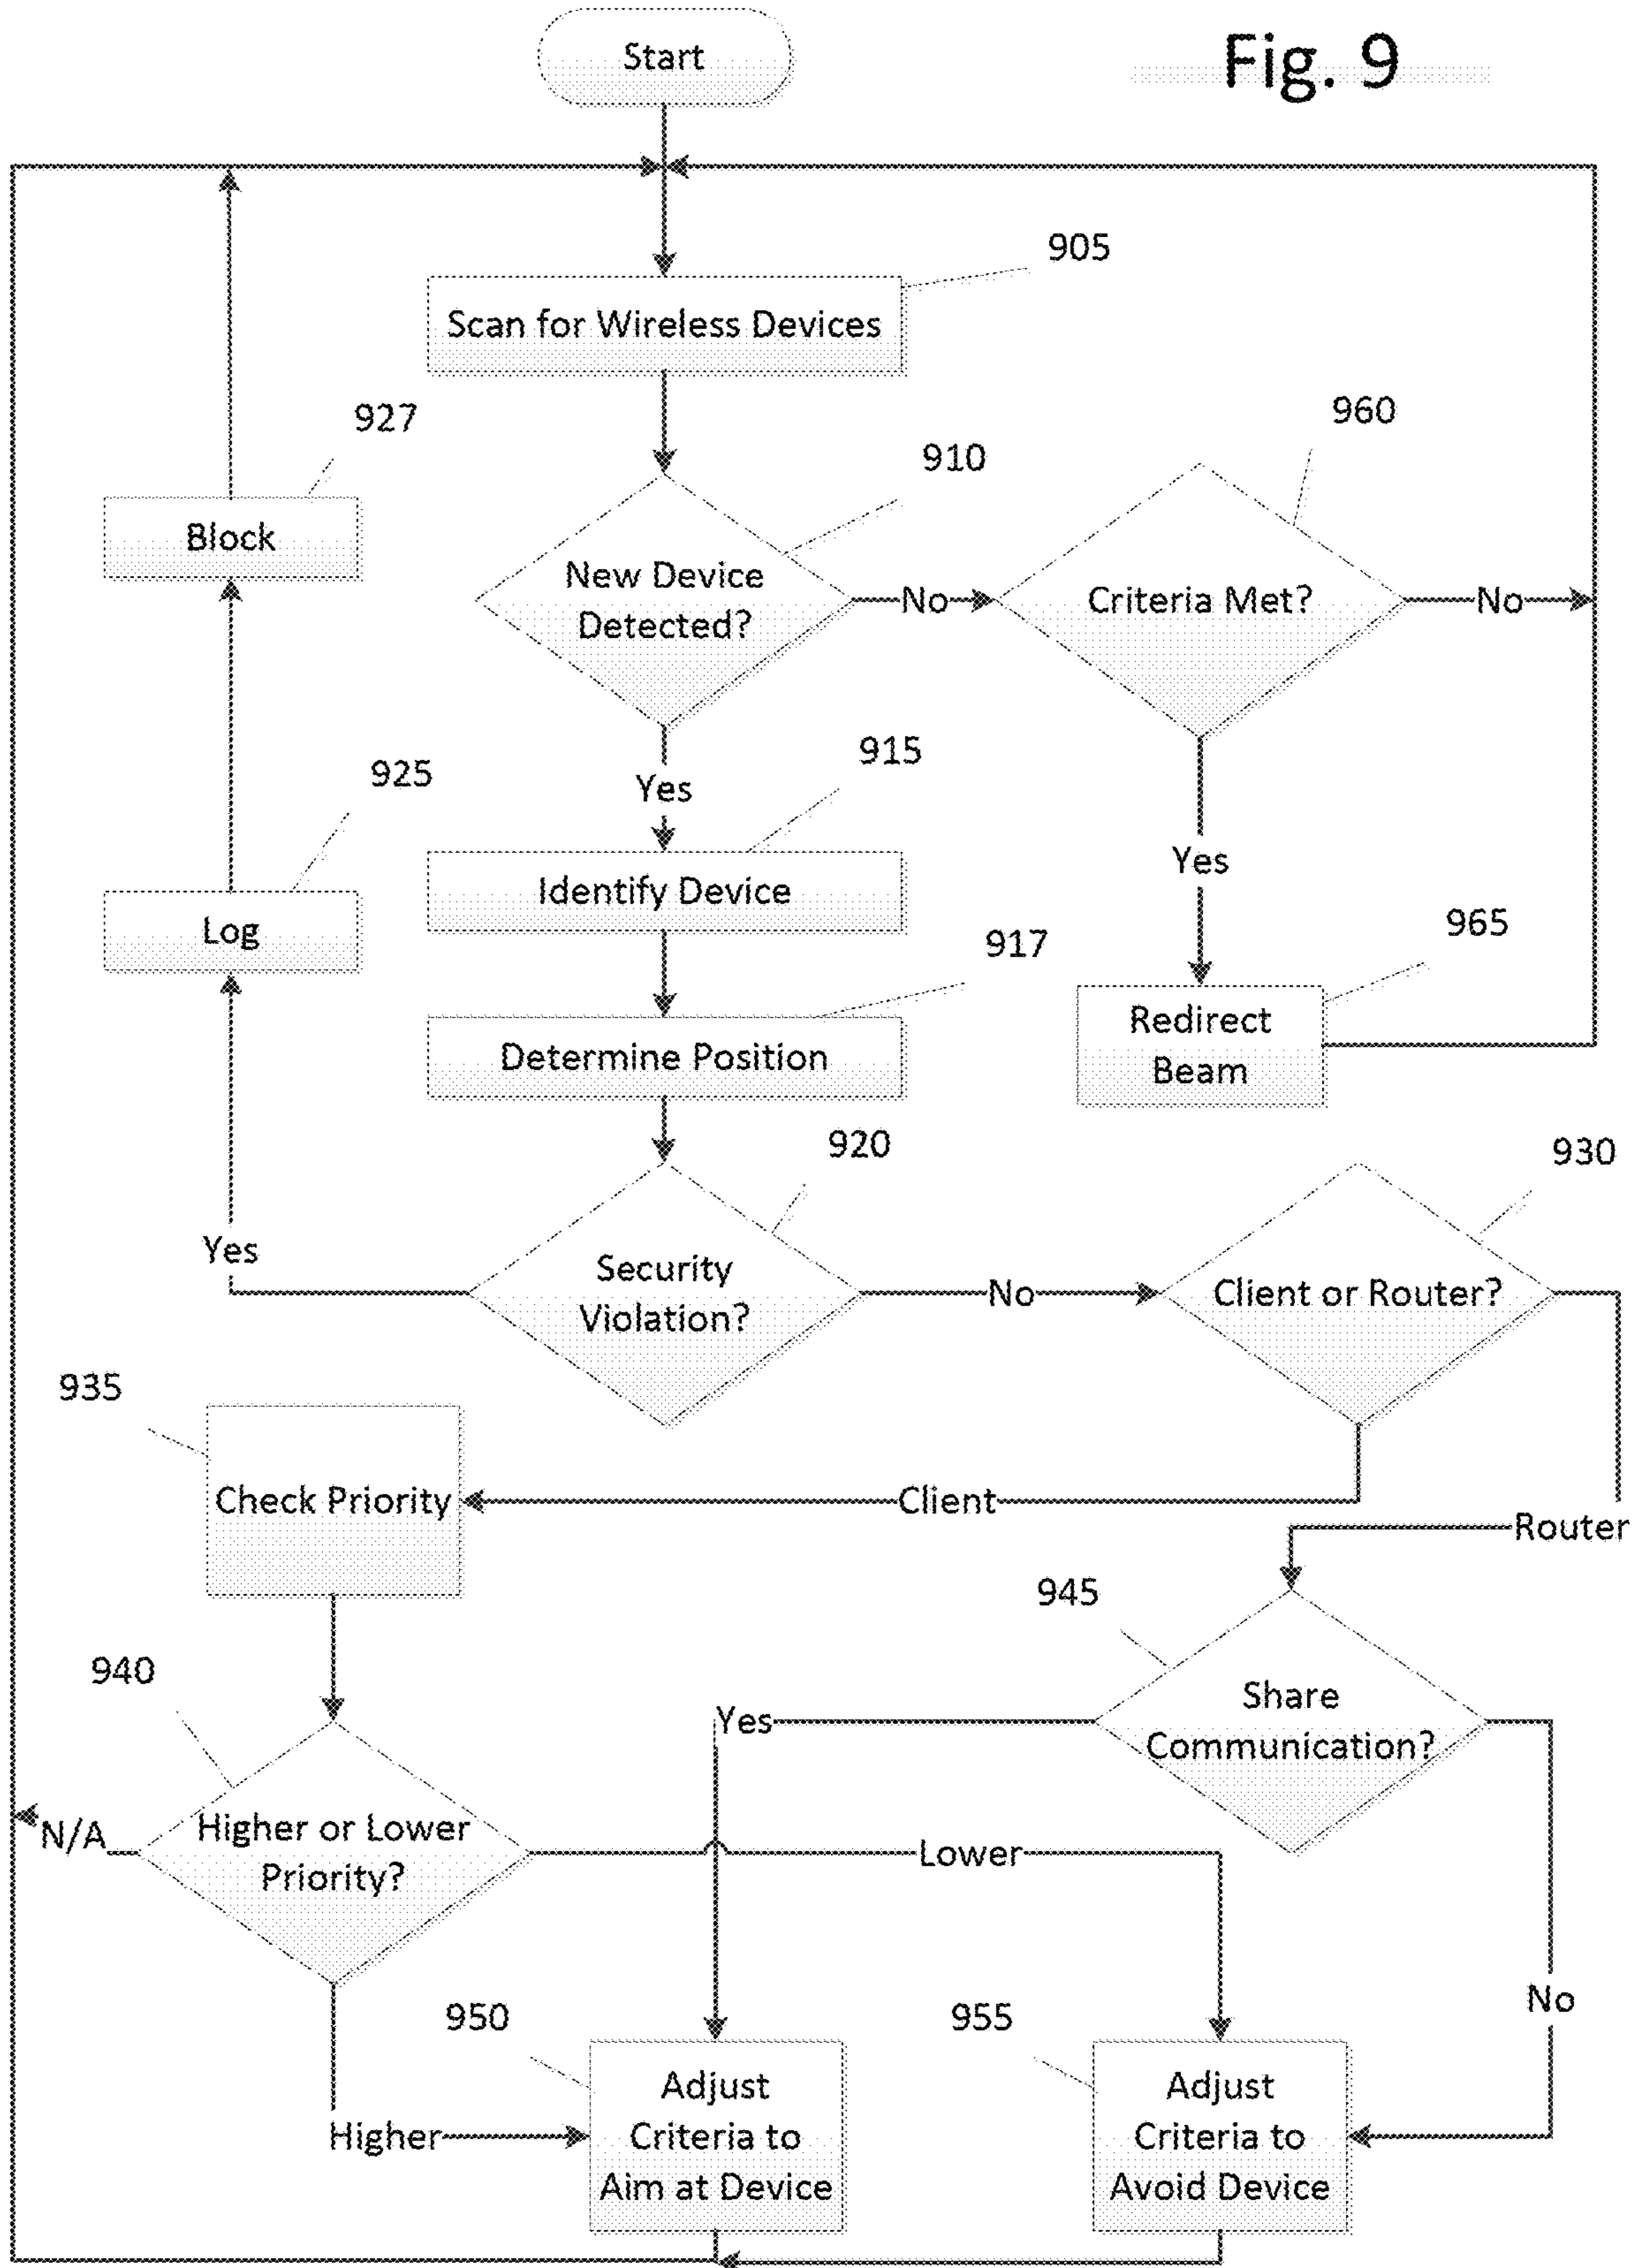 Start
Fig. 9
905
Scan for Wireless Devices
927
960
910
Block
New Device
Detected?
No
Criteria Met?
No
915
925
Yes
Yes
Identify Device
Log
965
917
Redirect
Beam
Determine Position
920
930
Yes
Security
Violation?
No
Client or Router?
935
Check Priority
Client
Router
945
940
Share
Communication?
Yes
N/A
Higher or Lower
Priority?
Lower
No
950
955
Higher
Adjust
Criteria to
Aim at Device
Adjust
Criteria to
Avoid Device